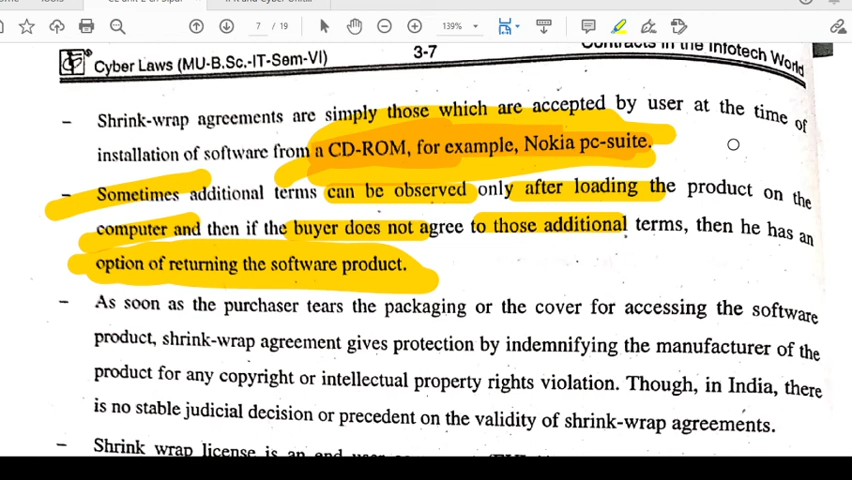 7 / 19
139%
Cyber Laws (MU-B.Sc.-IT-Sem-VI)
3-7
Contracts in the Infotech World
– Shrink-wrap agreements are simply those which are accepted by user at the time of
installation of software from a CD-ROM, for example, Nokia pc-suite.
– Sometimes additional terms can be observed only after loading the product on the
computer and then if the buyer does not agree to those additional terms, then he has an
option of returning the software product.
– As soon as the purchaser tears the packaging or the cover for accessing the software
product, shrink-wrap agreement gives protection by indemnifying the manufacturer of the
product for any copyright or intellectual property rights violation. Though, in India, there
is no stable judicial decision or precedent on the validity of shrink-wrap agreements.
– Shrink wrap license is an end